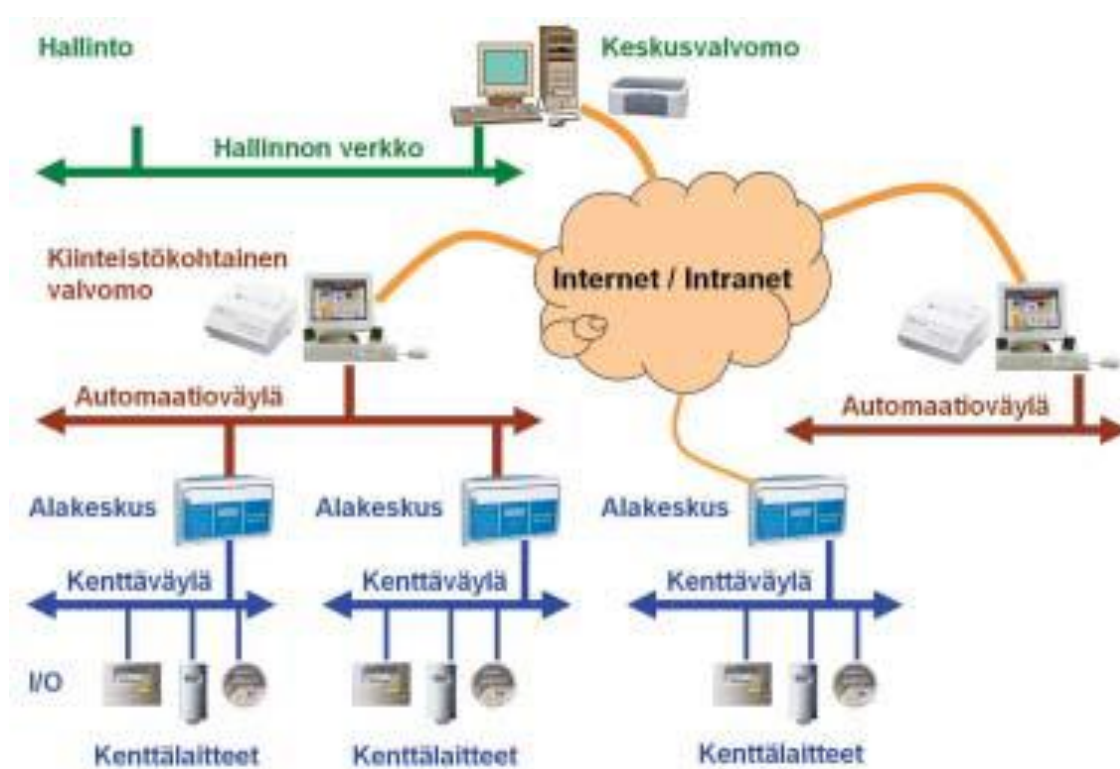 Hallinto
Keskusvalvomo
Hallinnon verkko
Kiinteistökohtainen
valvomo
Internet / Intranet
Automaatioväylä
Automaatioväylä
Alakeskus
Alakeskus
Alakeskus
Kenttäväylä
Kenttäväylä
Kenttäväylä
I/O
Kenttälaitteet
Kenttälaitteet
Kenttälaitteet